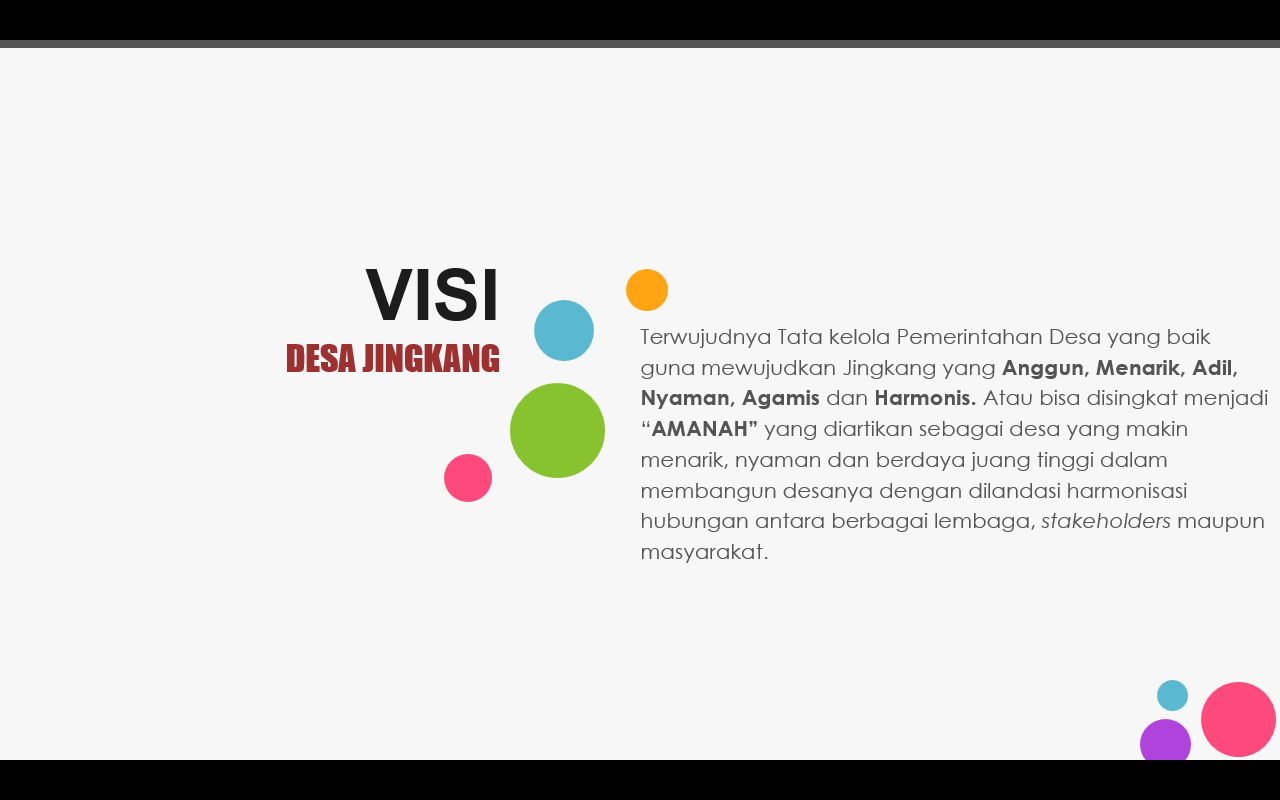 VISI
DESA JINGKANG
Terwujudnya Tata kelola Pemerintahan Desa yang baik
guna mewujudkan Jingkang yang Anggun, Menarik, Adil,
Nyaman, Agamis dan Harmonis. Atau bisa disingkat menjadi
“AMANAH” yang diartikan sebagai desa yang makin
menarik, nyaman dan berdaya juang tinggi dalam
membangun desanya dengan dilandasi harmonisasi
hubungan antara berbagai lembaga, stakeholders maupun
masyarakat.